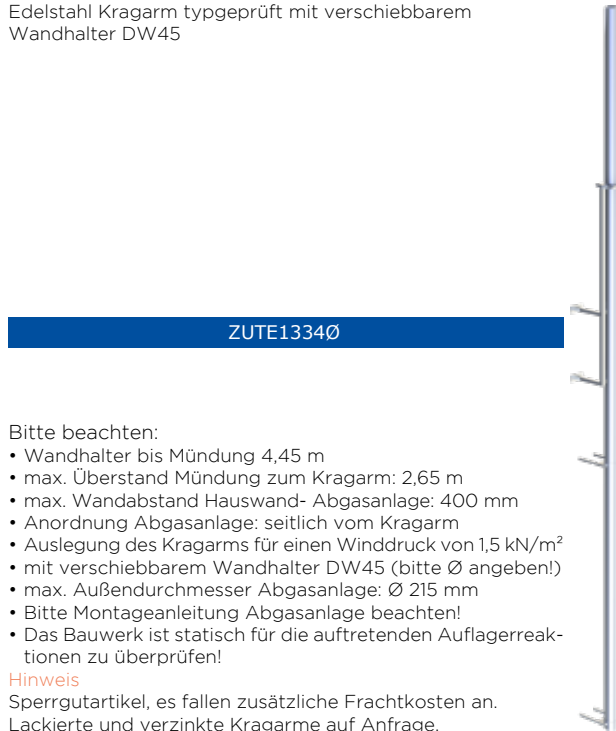 Edelstahl Kragarm typgeprüft mit verschiebbarem
Wandhalter DW45
ZUTE1334Ø
Bitte beachten:
• Wandhalter bis Mündung 4,45 m
• max. Überstand Mündung zum Kragarm: 2,65 m
• max. Wandabstand Hauswand- Abgasanlage: 400 mm
• Anordnung Abgasanlage: seitlich vom Kragarm
• Auslegung des Kragarms für einen Winddruck von 1,5 kN/m²
• mit verschiebbarem Wandhalter DW45 (bitte Ø angeben!)
• max. Außendurchmesser Abgasanlage: Ø 215 mm
• Bitte Montageanleitung Abgasanlage beachten!
• Das Bauwerk ist statisch für die auftretenden Auflagerreak-
tionen zu überprüfen!
Hinweis
Sperrgutartikel, es fallen zusätzliche Frachtkosten an.
Lackierte und verzinkte Kragarme auf Anfrage.